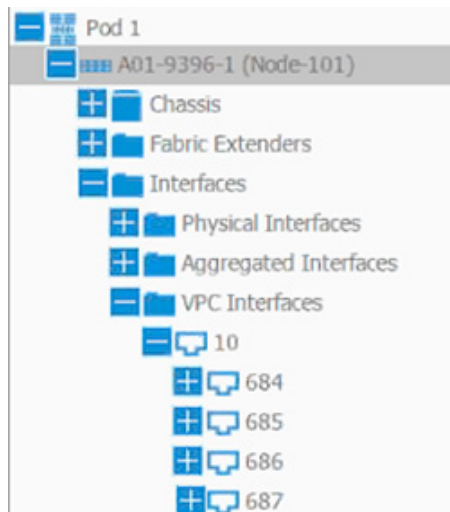 Pod 1
A01-9396-1 (Node-101)
Chassis
Fabric Extenders
Interfaces
Physical Interfaces
Aggregated Interfaces
VPC Interfaces
10
684
685
686
687